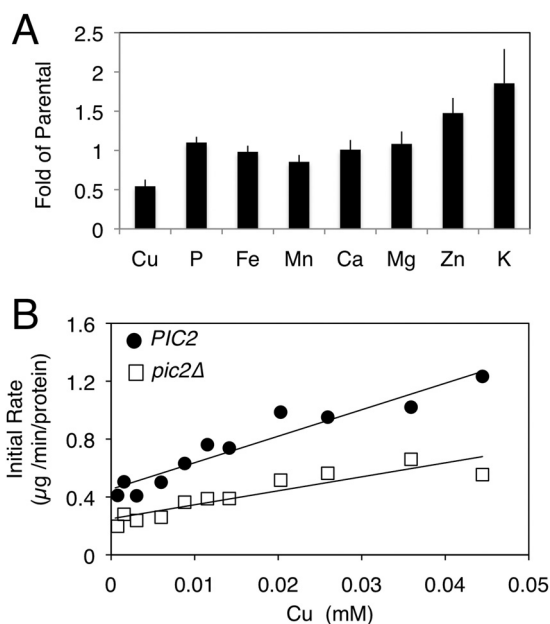 A
Fold of Parental
2.5
2
1.5
1
0.5
0
Cu P Fe Mn Ca Mg Zn K
B
Initial Rate
(µg /min/protein)
1.6
1.2
0.8
0.4
0
PIC2
pic2Δ
0 0.01 0.02 0.03 0.04 0.05
Cu (mM)